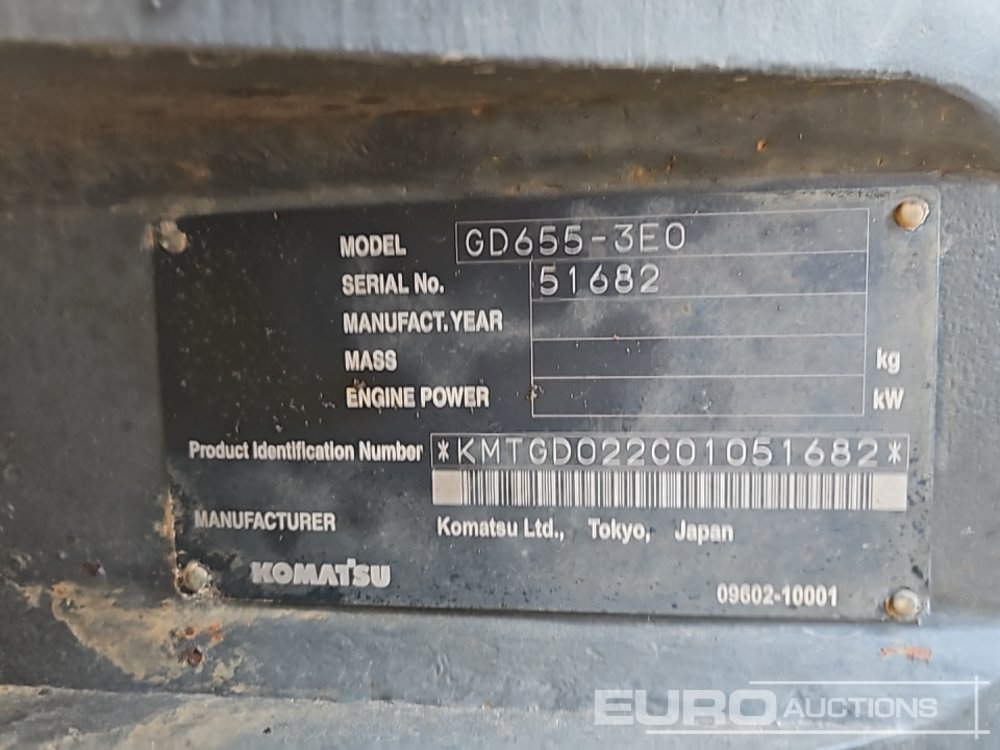 MODEL GD655-3E0
SERIAL No. 51682
MANUFACT. YEAR
MASS kg
ENGINE POWER kW
Product Identification Number *KMTGD022C01051682*
MANUFACTURER Komatsu Ltd., Tokyo, Japan
KOMATSU
09602-10001
EURO AUCTIONS